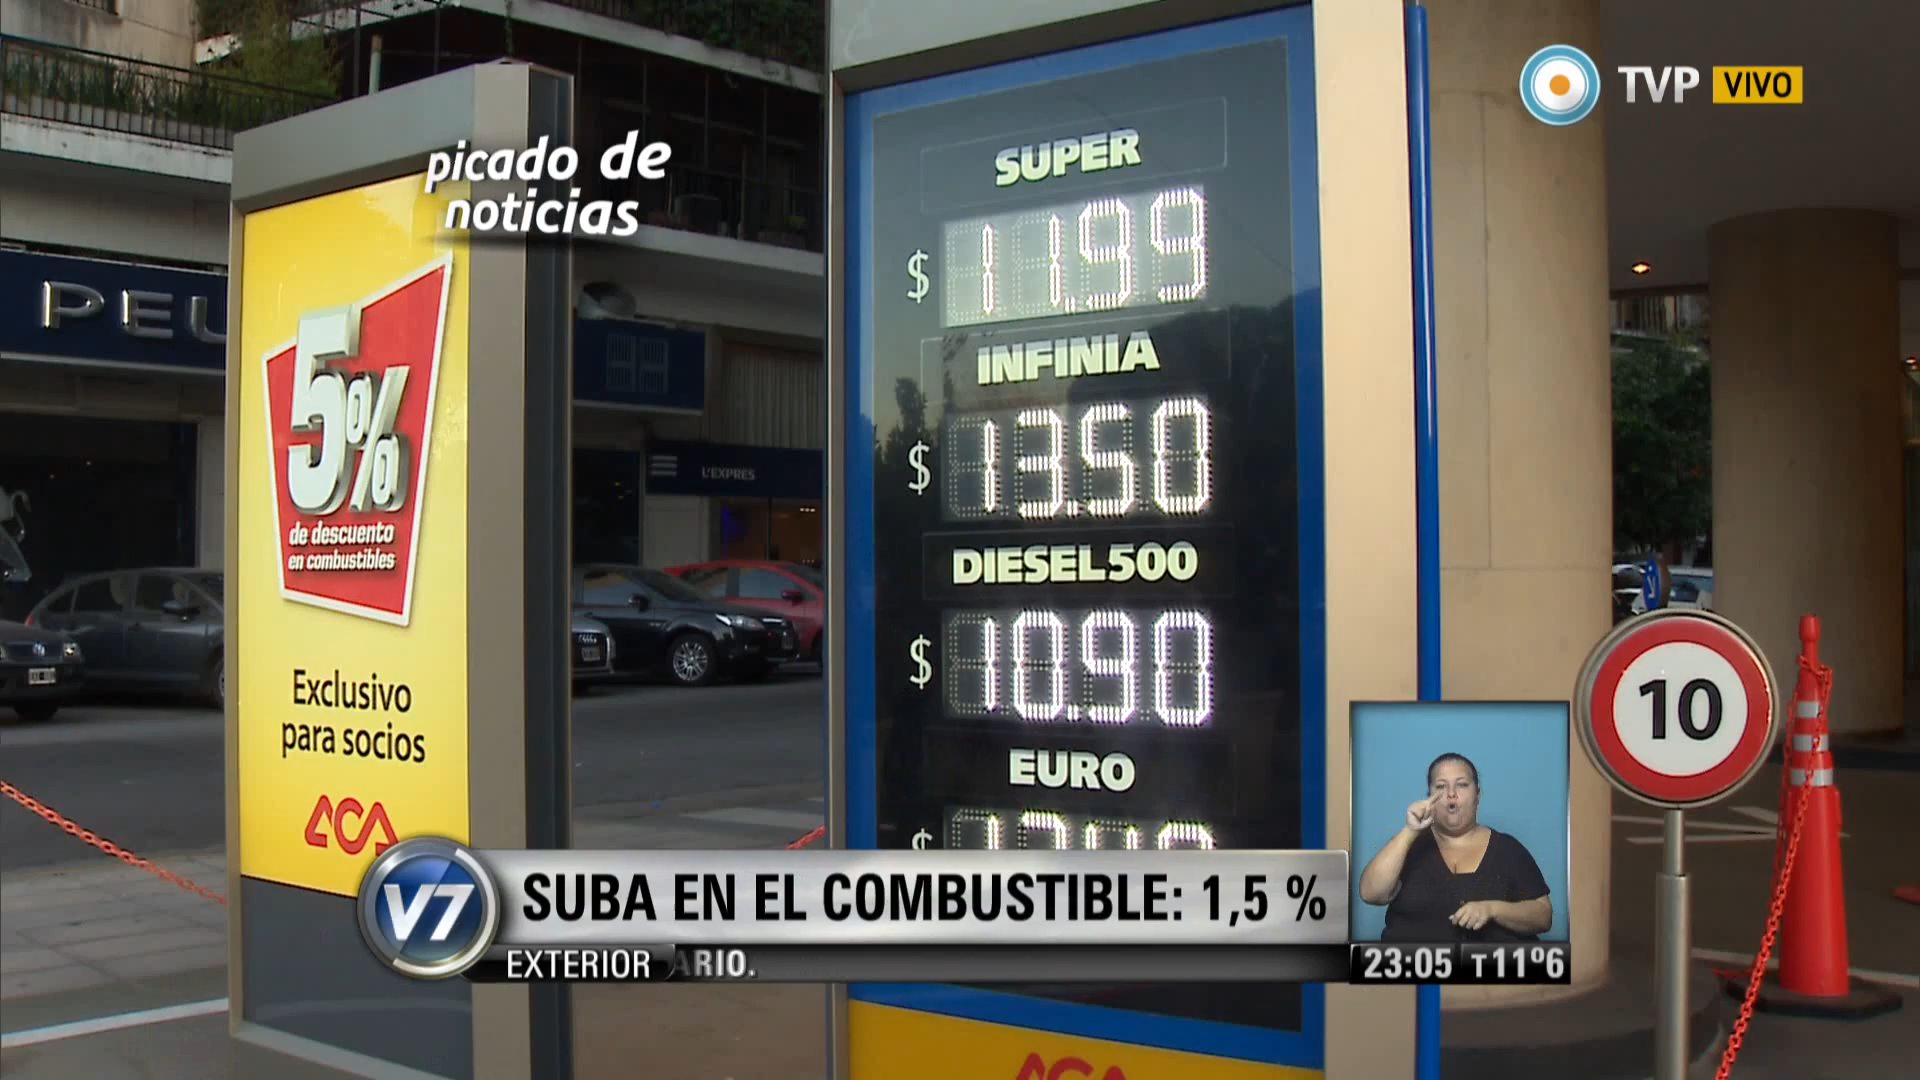 TVP VIVO
picado de
noticias
PEU
5%
de descuento
en combustibles
Exclusivo
para socios
ACA
L'EXPRES
SUPER
$ 11.99
INFINIA
$ 13.50
DIESEL500
$ 10.90
EURO
$
10
V7
SUBA EN EL COMBUSTIBLE: 1,5 %
EXTERIOR ARIO.
23:05 T11º6
ACA